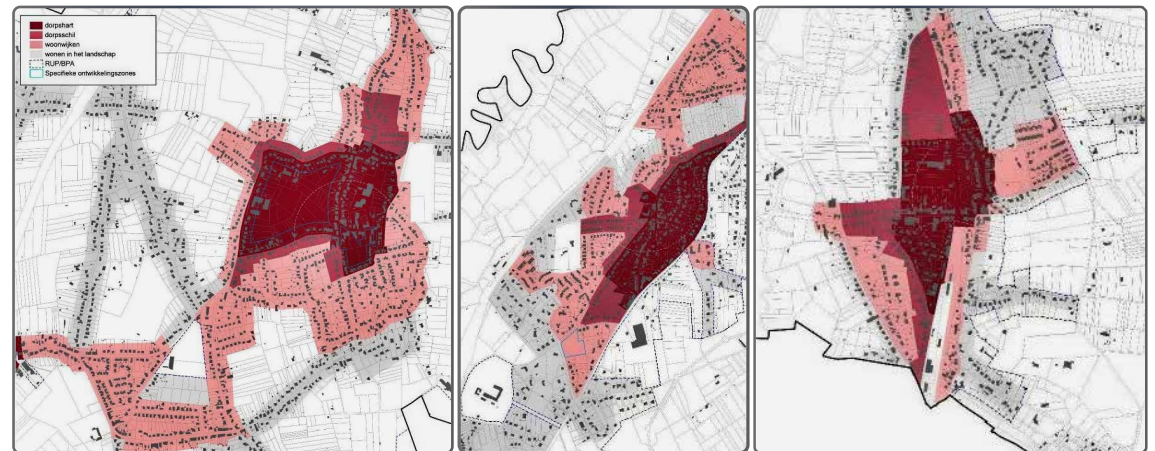 dorpshart
dorpsschil
woonwijken
wonen in het landschap
RUP/BPA
Specifieke ontwikkelingszones